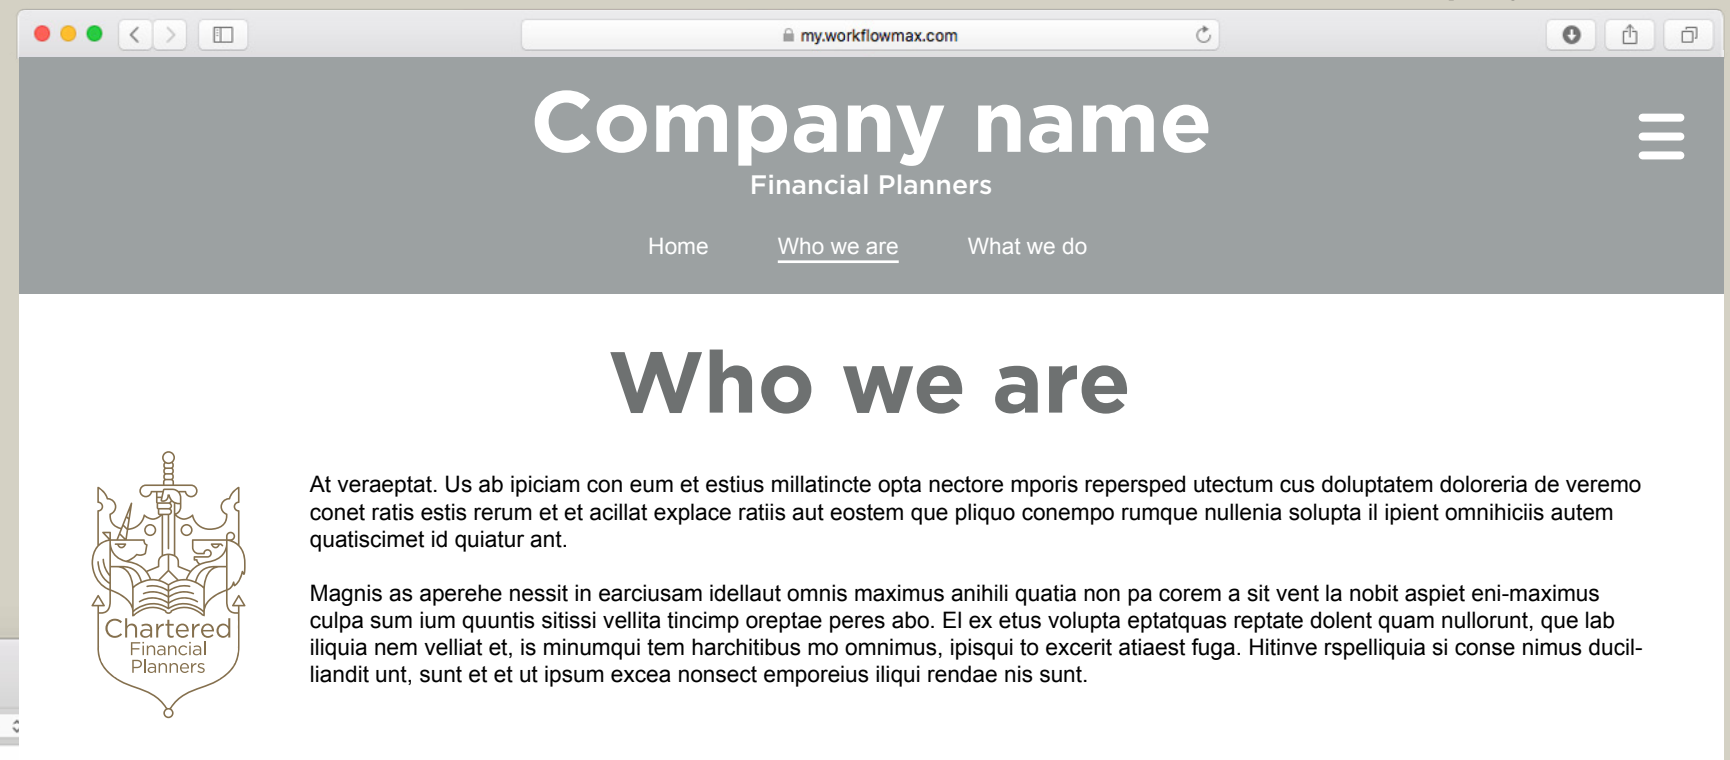 my.workflowmax.com
Company name
Financial Planners
Home Who we are What we do
Who we are
At veraeptat. Us ab ipiciam con eum et estius millatincte opta nectore mporis repersped utectum cus doluptatem doloreria de veremo
conet ratis estis rerum et et acillat explace ratiis aut eostem que pliquo conempo rumque nullenia solupta il ipient omnihiciis autem
quatiscimet id quiatur ant.
Magnis as aperehe nessit in earciusam idellaut omnis maximus anihili quatia non pa corem a sit vent la nobit aspiet eni-maximus
culpa sum ium quuntis sitissi vellita tincimp oreptae peres abo. El ex etus volupta eptatquas reptate dolent quam nullorunt, que lab
iliquia nem velliat et, is minumqui tem harchitibus mo omnimus, ipisqui to excerit atiaest fuga. Hitinve rspelliquia si conse nimus ducil-
liandit unt, sunt et et ut ipsum excea nonsect emporeius iliqui rendae nis sunt.
Chartered
Financial
Planners